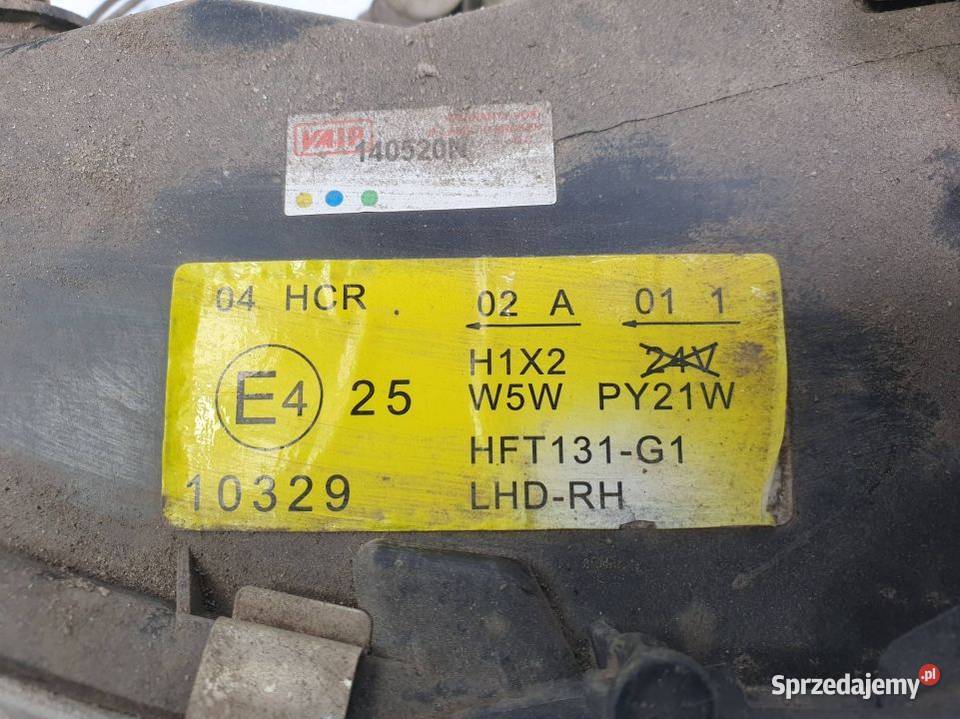 VAIP
140520N
04 HCR
02 A
01 1
H1X2
24V
E4
25
W5W PY21W
HFT131-G1
10329
LHD-RH
Sprzedajemy.pl